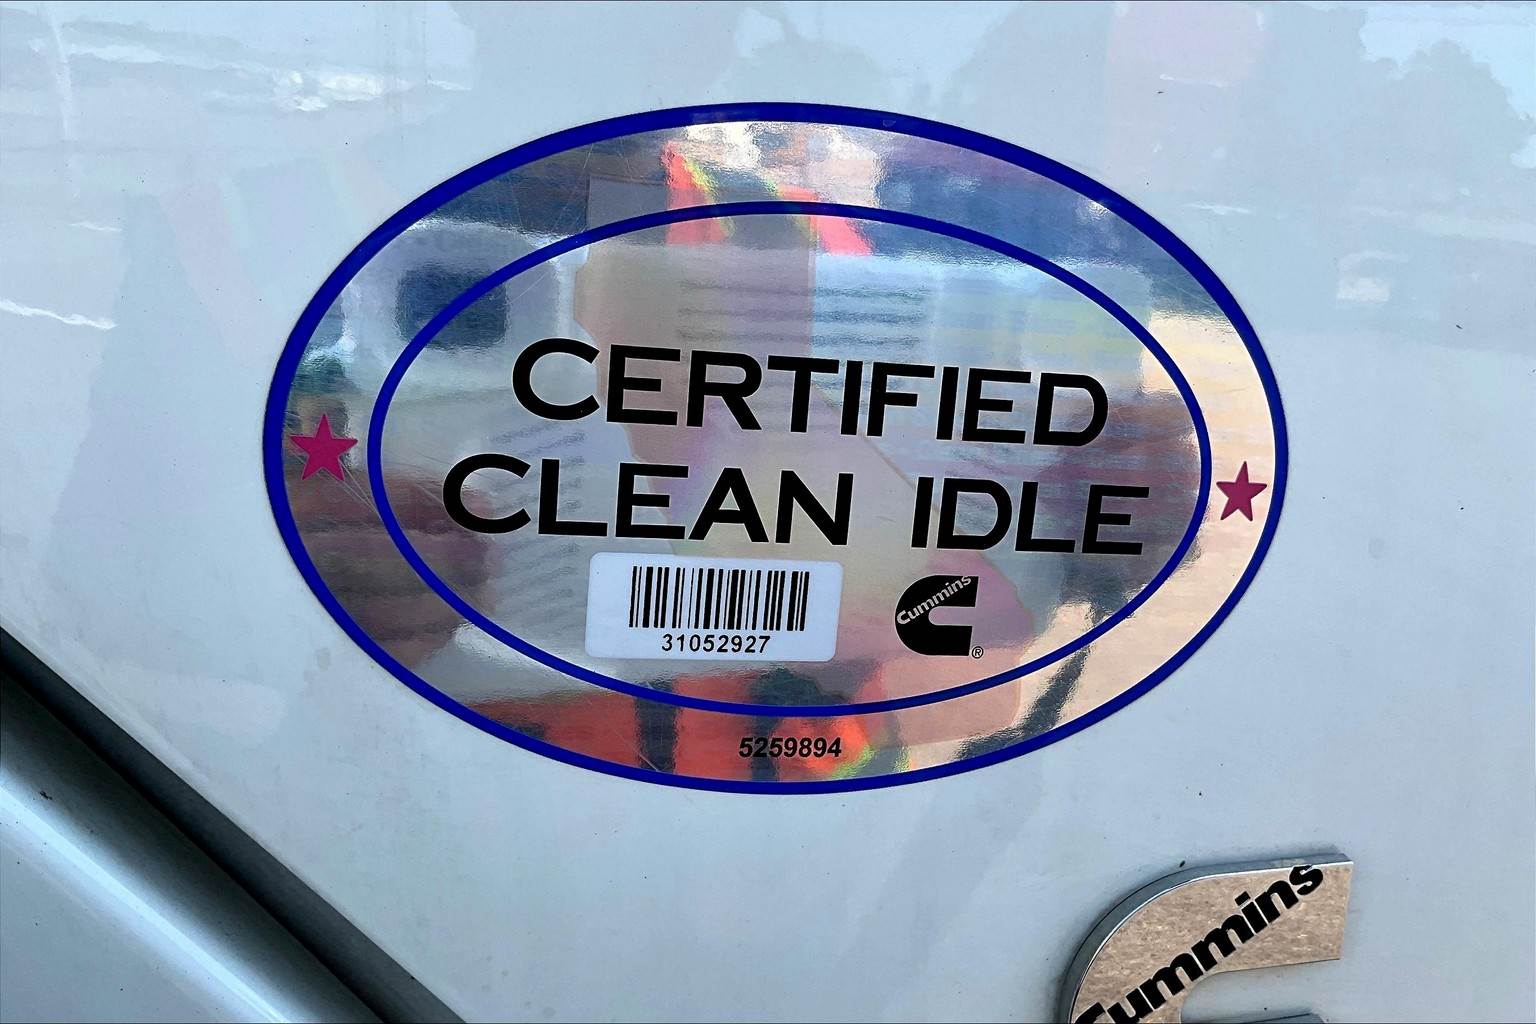 CERTIFIED
CLEAN IDLE
31052927
Cummins
®
5259894
Cummins